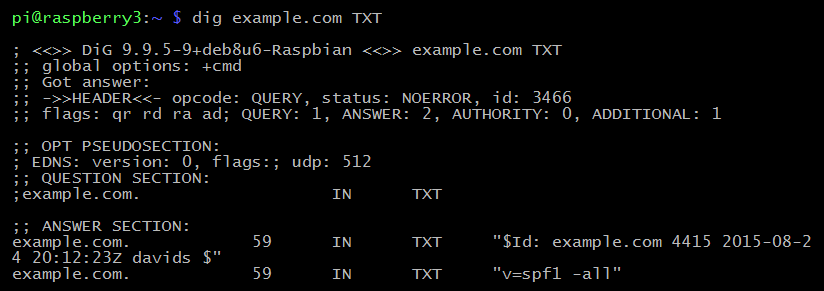 pi@raspberry3:~ $ dig example.com TXT
; <<>> DiG 9.9.5-9+deb8u6-Raspbian <<>> example.com TXT
;; global options: +cmd
;; Got answer:
;; ->>HEADER<<- opcode: QUERY, status: NOERROR, id: 3466
;; flags: qr rd ra ad; QUERY: 1, ANSWER: 2, AUTHORITY: 0, ADDITIONAL: 1
;; OPT PSEUDOSECTION:
; EDNS: version: 0, flags:; udp: 512
;; QUESTION SECTION:
;example.com. IN TXT
;; ANSWER SECTION:
example.com. 59 IN TXT "$Id: example.com 4415 2015-08-2
4 20:12:23Z davids $"
example.com. 59 IN TXT "v=spf1 -all"